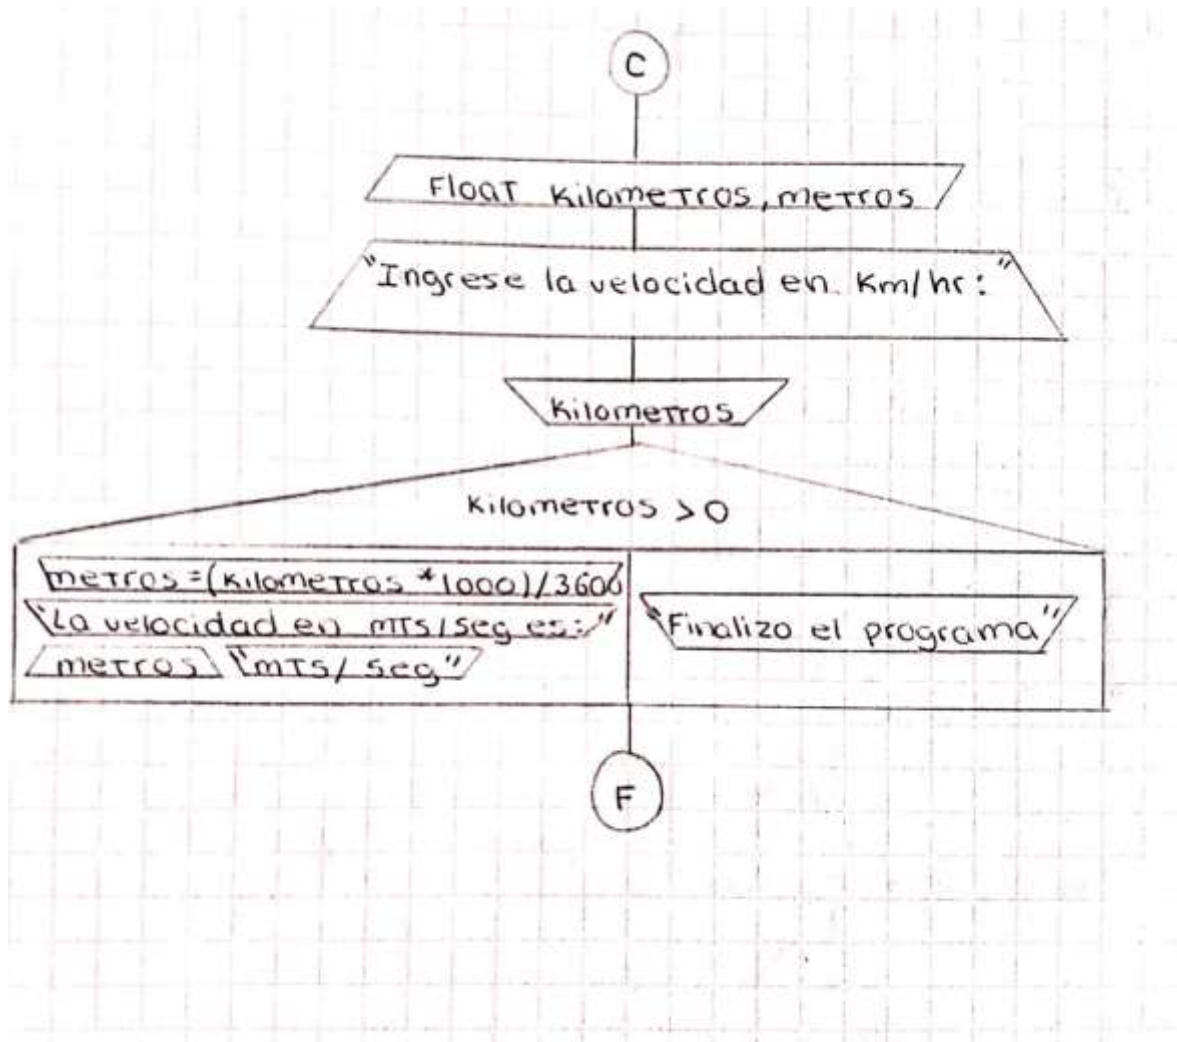 C
Float Kilometros, metros
"Ingrese la velocidad en Km/hr:"
Kilometros
Kilometros > 0
metros=(Kilometros *1000)/3600
"La velocidad en mts/seg es:"
metros "mts/seg"
"Finalizo el programa"
F